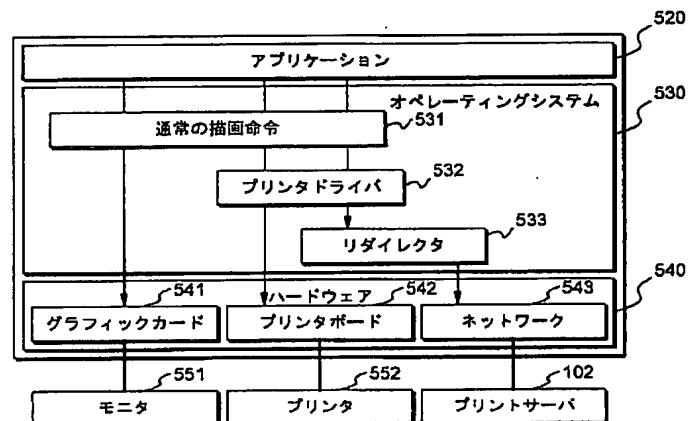 520
アプリケーション
オペレーティングシステム
530
通常の描画命令
531
プリンタドライバ
532
リダイレクタ
533
ハードウェア
540
541
542
543
グラフィックカード
プリンタボード
ネットワーク
551
552
102
モニタ
プリンタ
プリントサーバ